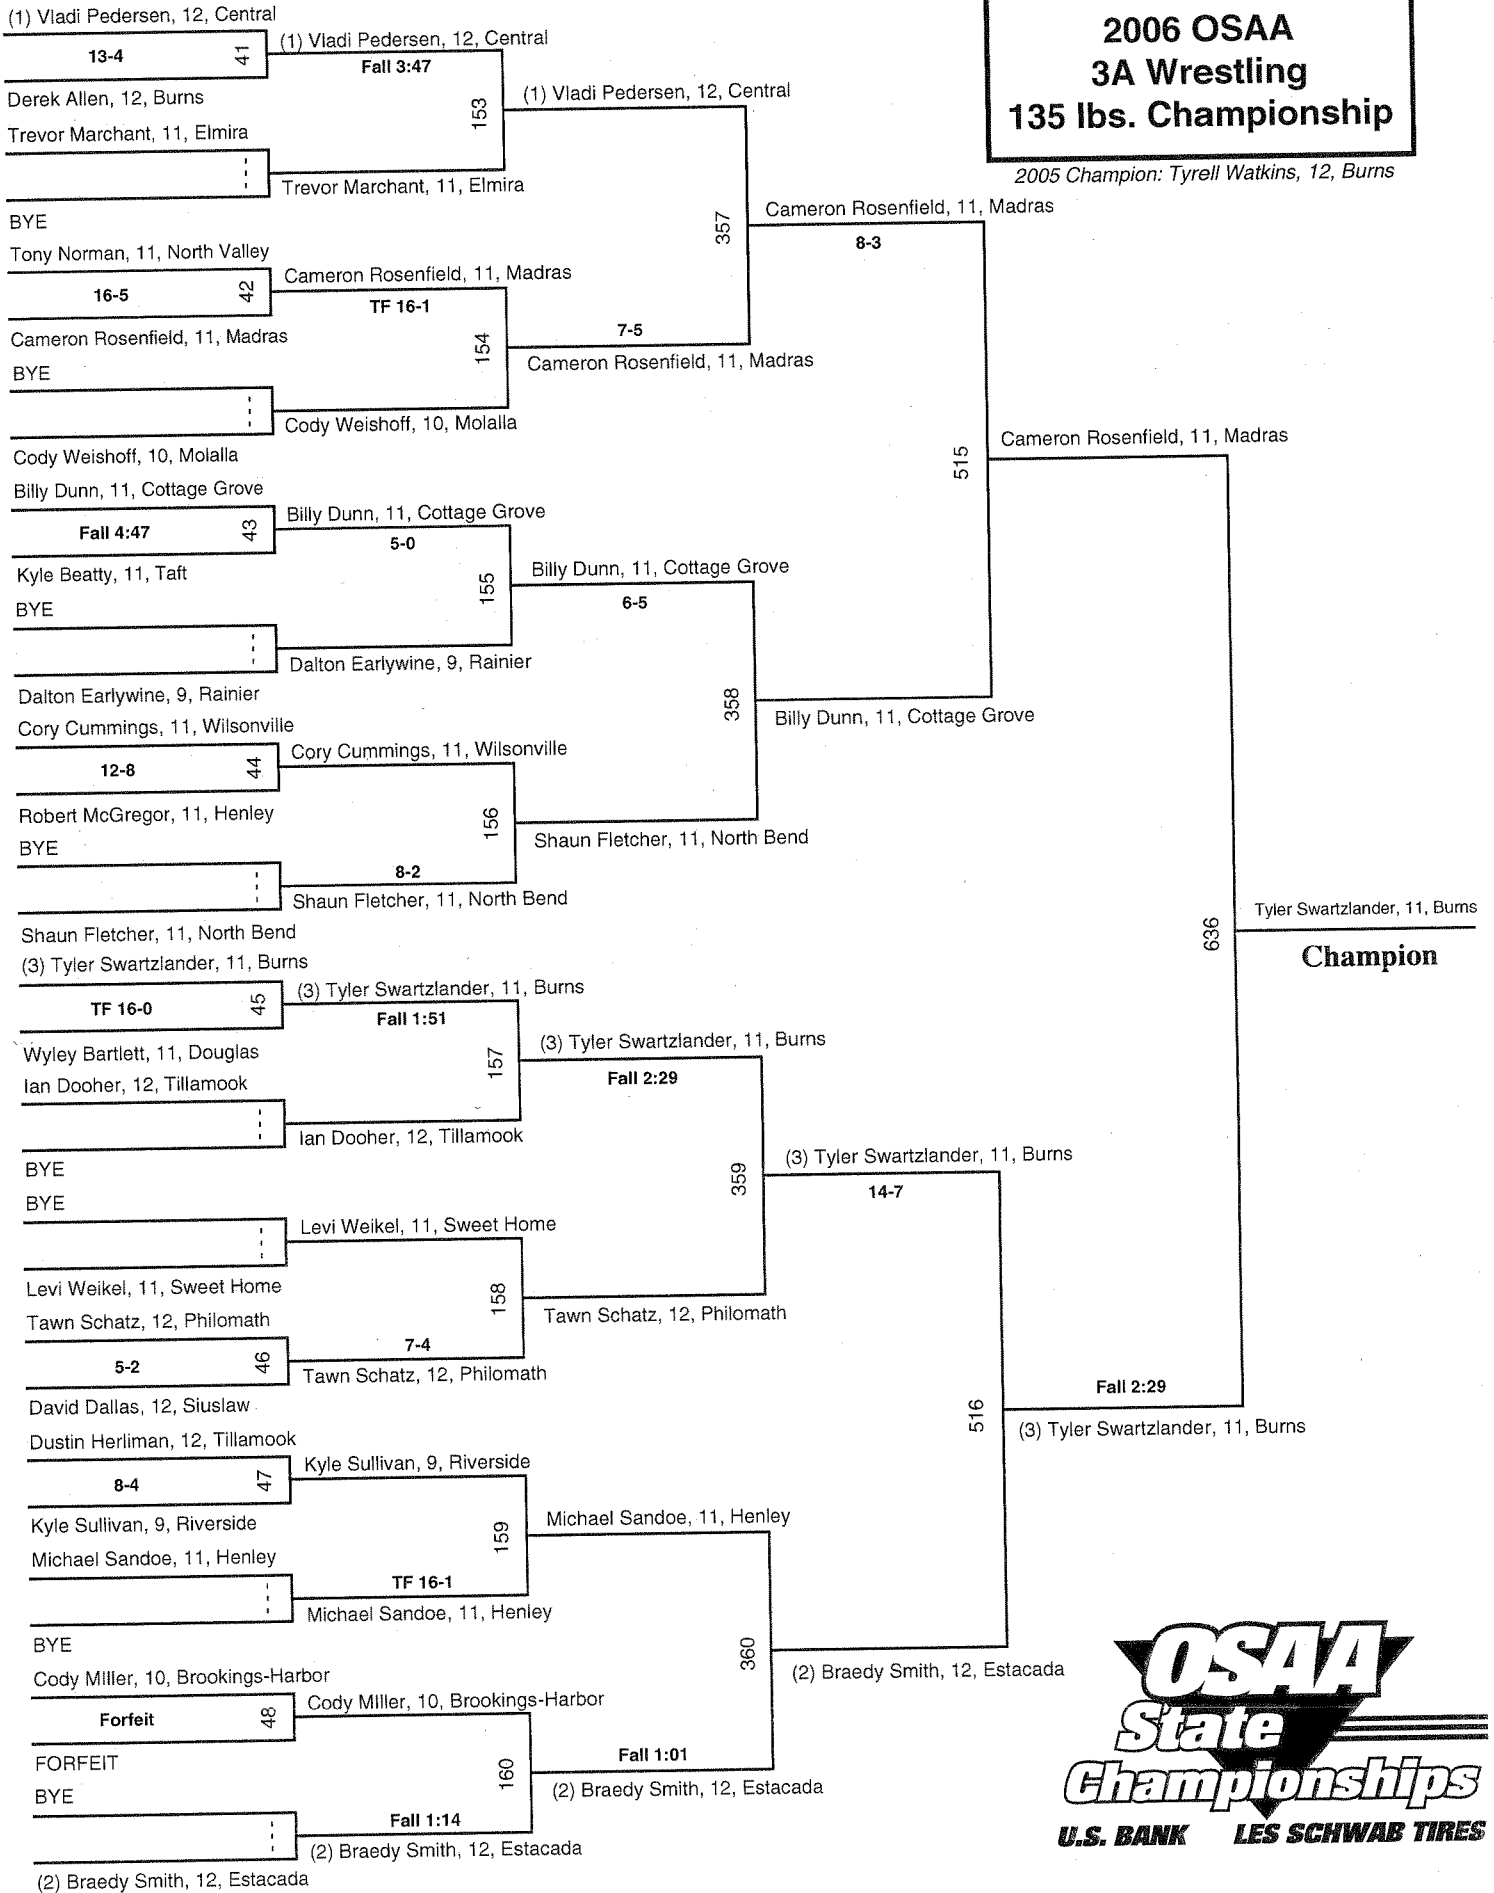 (1) Vladi Pedersen, 12, Central
13-4
41
Derek Allen, 12, Burns
Trevor Marchant, 11, Elmira
BYE
Tony Norman, 11, North Valley
16-5
42
Cameron Rosenfield, 11, Madras
BYE
Cody Weishoff, 10, Molalla
Billy Dunn, 11, Cottage Grove
Fall 4:47
43
Kyle Beatty, 11, Taft
BYE
Dalton Earlywine, 9, Rainier
Cory Cummings, 11, Wilsonville
12-8
44
Robert McGregor, 11, Henley
BYE
Shaun Fletcher, 11, North Bend
(3) Tyler Swartzlander, 11, Burns
TF 16-0
45
Wyley Bartlett, 11, Douglas
Ian Dooher, 12, Tillamook
BYE
BYE
Levi Weikel, 11, Sweet Home
Tawn Schatz, 12, Philomath
5-2
46
David Dallas, 12, Siuslaw
Dustin Herliman, 12, Tillamook
8-4
47
Kyle Sullivan, 9, Riverside
Michael Sandoe, 11, Henley
BYE
Cody Miller, 10, Brookings-Harbor
Forfeit
48
FORFEIT
BYE
(2) Braedy Smith, 12, Estacada
(1) Vladi Pedersen, 12, Central
Fall 3:47
153
Trevor Marchant, 11, Elmira
Cameron Rosenfield, 11, Madras
TF 16-1
154
Cody Weishoff, 10, Molalla
Billy Dunn, 11, Cottage Grove
5-0
155
Dalton Earlywine, 9, Rainier
Cory Cummings, 11, Wilsonville
156
8-2
Shaun Fletcher, 11, North Bend
(3) Tyler Swartzlander, 11, Burns
Fall 1:51
157
Ian Dooher, 12, Tillamook
Levi Weikel, 11, Sweet Home
158
7-4
Tawn Schatz, 12, Philomath
Kyle Sullivan, 9, Riverside
159
TF 16-1
Michael Sandoe, 11, Henley
Cody Miller, 10, Brookings-Harbor
160
Fall 1:14
(2) Braedy Smith, 12, Estacada
(1) Vladi Pedersen, 12, Central
357
7-5
Cameron Rosenfield, 11, Madras
Billy Dunn, 11, Cottage Grove
6-5
358
Shaun Fletcher, 11, North Bend
(3) Tyler Swartzlander, 11, Burns
Fall 2:29
359
Tawn Schatz, 12, Philomath
Michael Sandoe, 11, Henley
360
Fall 1:01
(2) Braedy Smith, 12, Estacada
Cameron Rosenfield, 11, Madras
8-3
515
Billy Dunn, 11, Cottage Grove
(3) Tyler Swartzlander, 11, Burns
14-7
516
(2) Braedy Smith, 12, Estacada
Cameron Rosenfield, 11, Madras
636
Fall 2:29
(3) Tyler Swartzlander, 11, Burns
Tyler Swartzlander, 11, Burns
Champion
2006 OSAA
3A Wrestling
135 lbs. Championship
2005 Champion: Tyrell Watkins, 12, Burns
OSAA
State
Championships
U.S. BANK LES SCHWAB TIRES